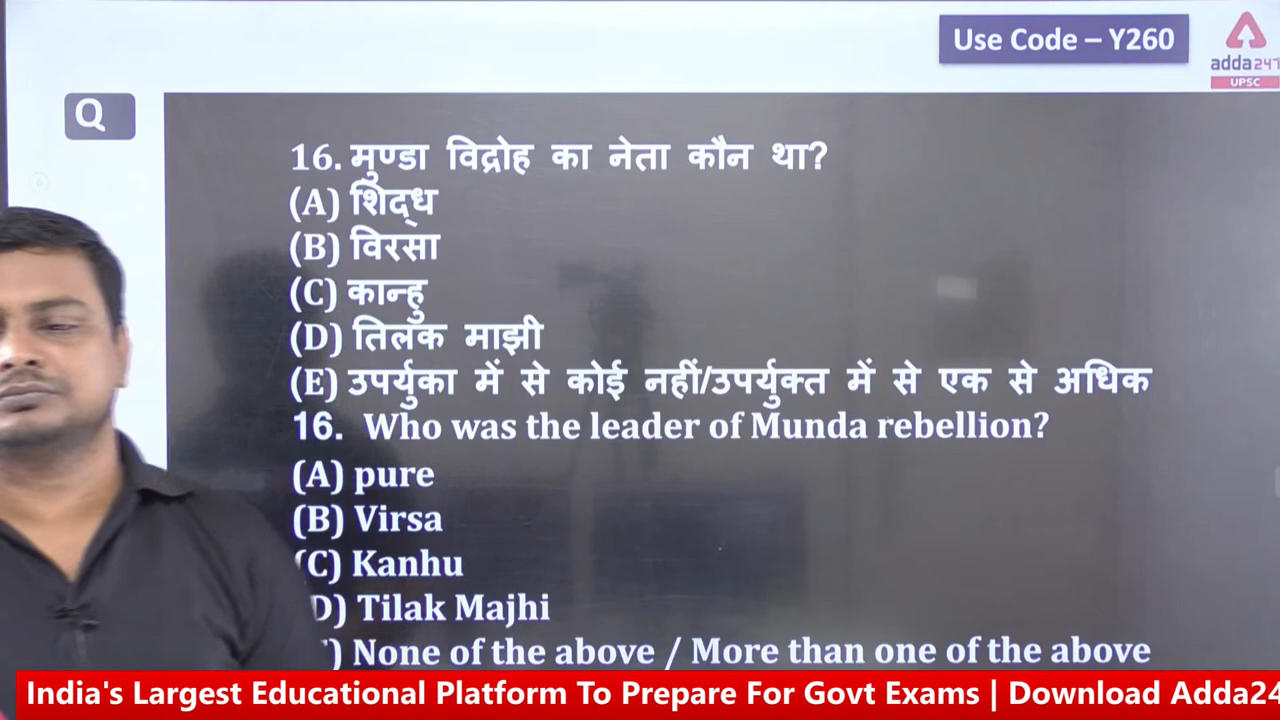 Use Code – Y260
adda247
UPSC
Q
16. मुण्डा विद्रोह का नेता कौन था?
(A) शिद्ध
(B) विरसा
(C) कान्हु
(D) तिलक माझी
(E) उपर्युका में से कोई नहीं/उपर्युक्त में से एक से अधिक
16. Who was the leader of Munda rebellion?
(A) pure
(B) Virsa
(C) Kanhu
D) Tilak Majhi
) None of the above / More than one of the above
India's Largest Educational Platform To Prepare For Govt Exams | Download Adda24